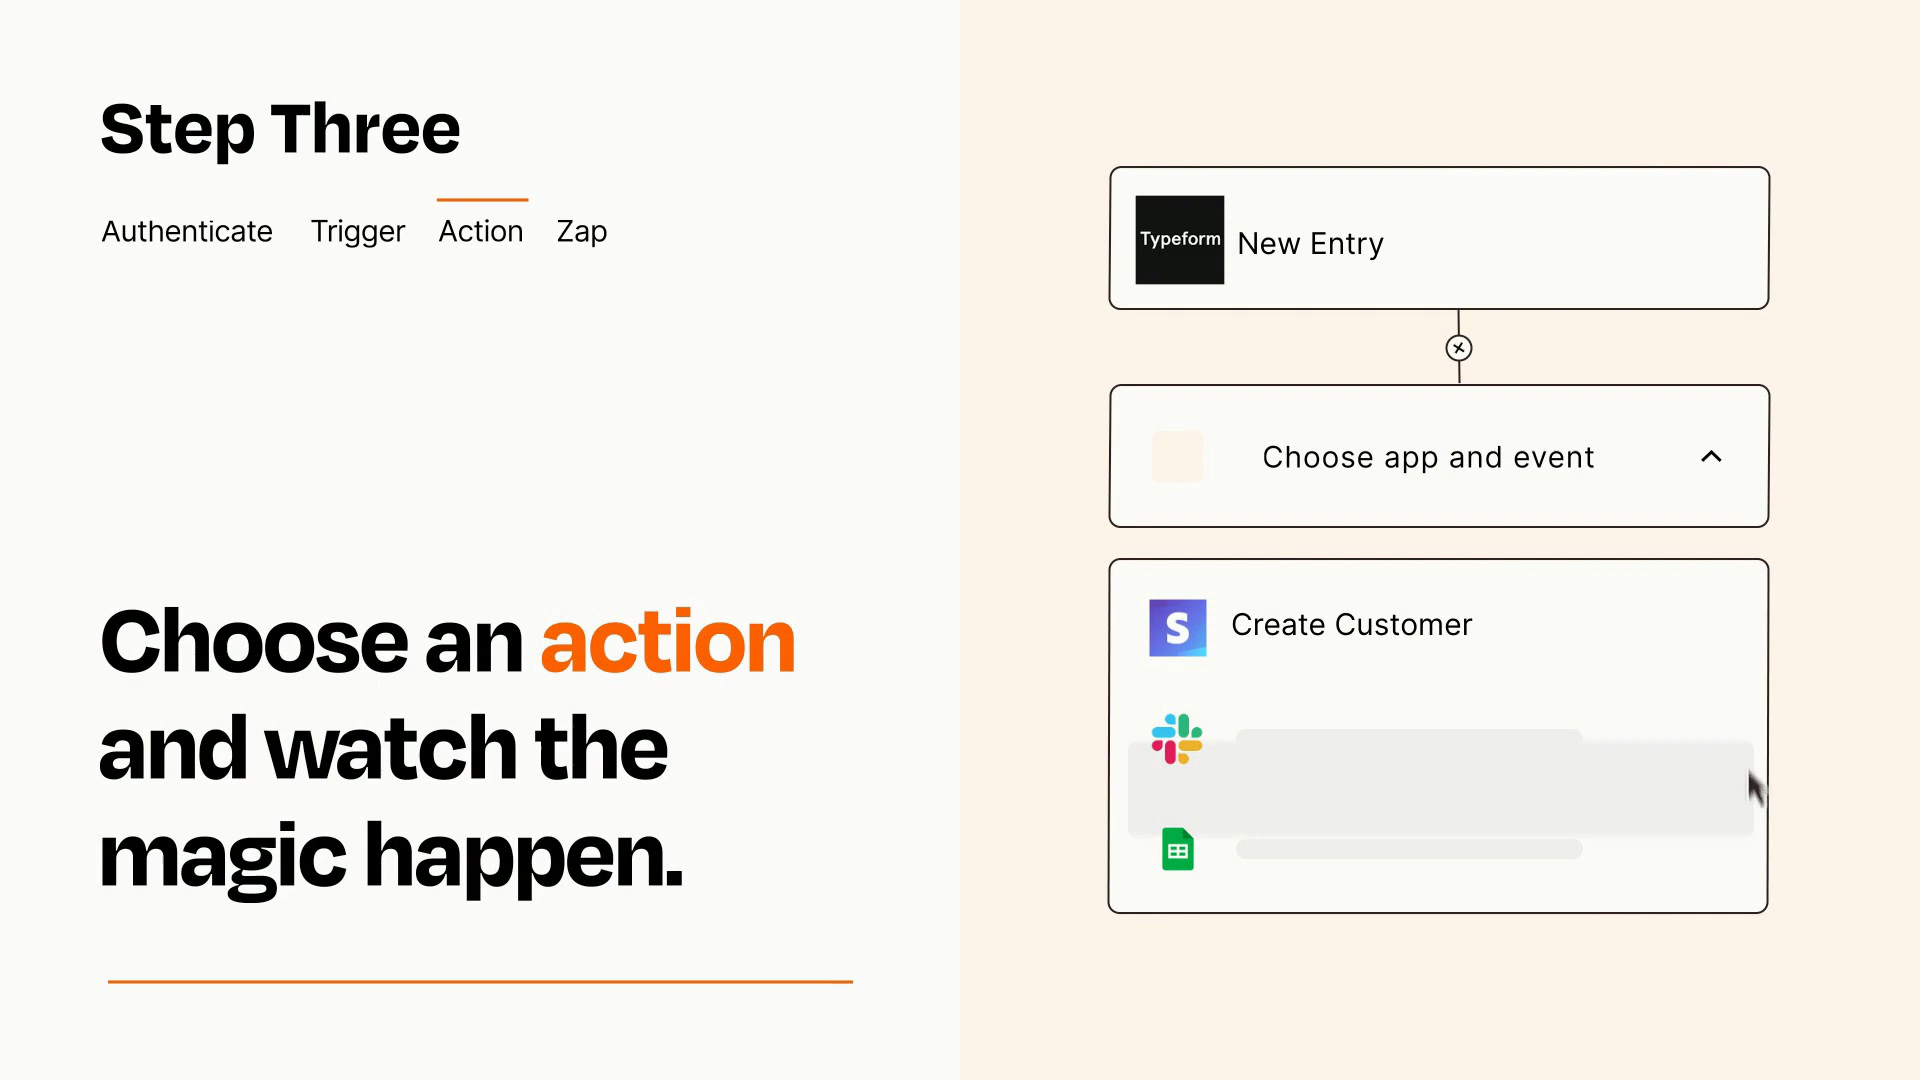 Step Three
Authenticate Trigger Action Zap
Choose an action
and watch the
magic happen.
Typeform New Entry
Choose app and event
S Create Customer